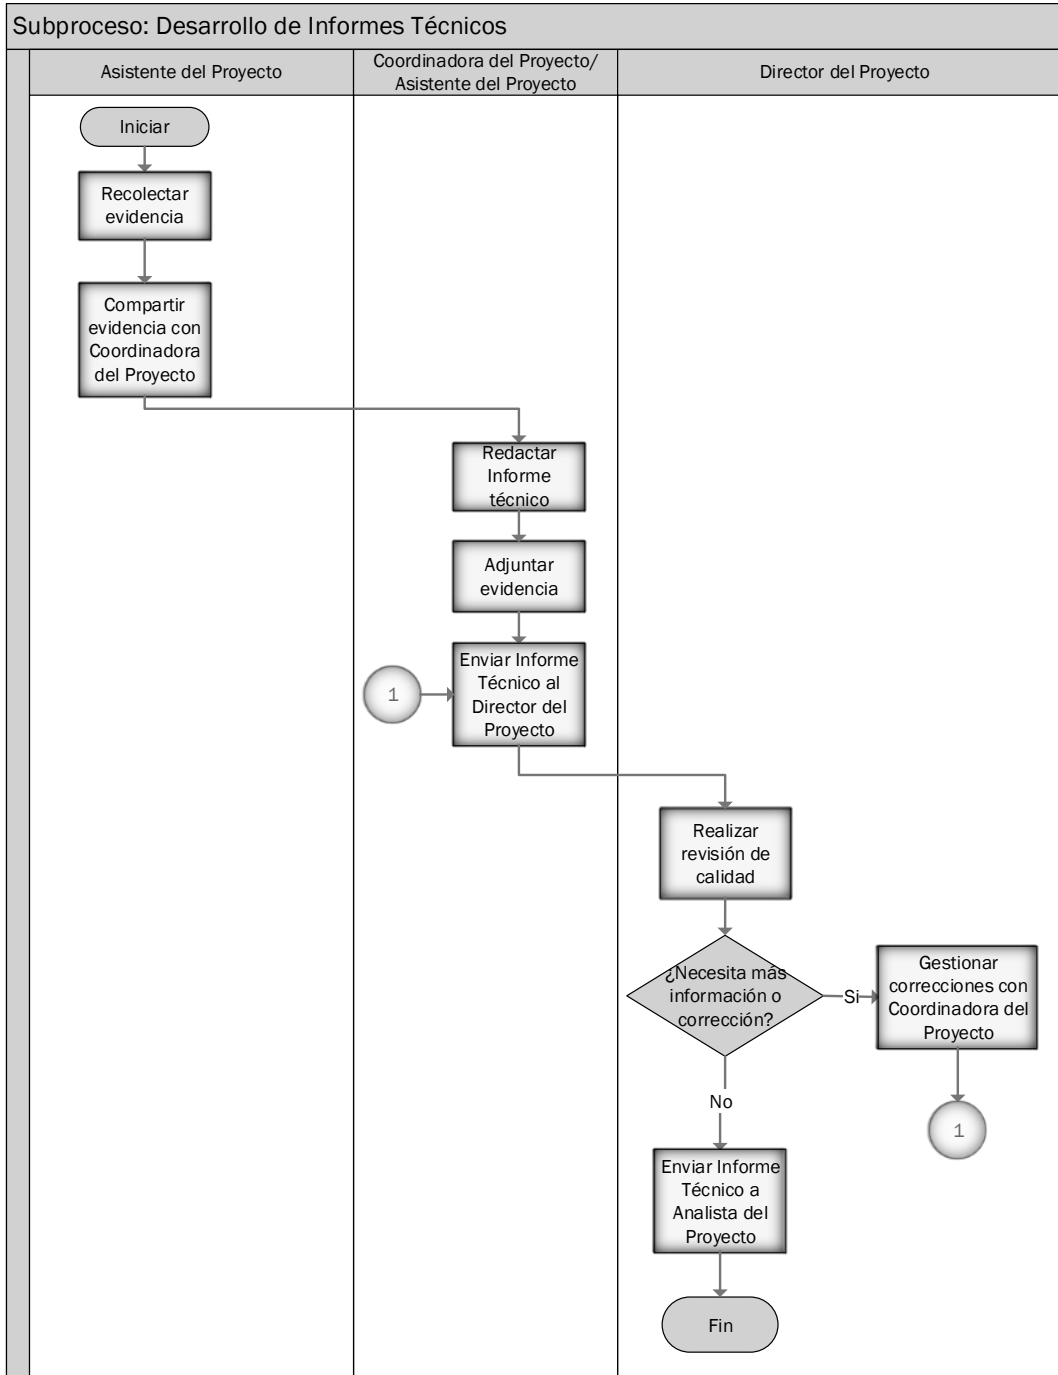 Subproceso: Desarrollo de Informes Técnicos
Asistente del Proyecto
Coordinadora del Proyecto/
Asistente del Proyecto
Director del Proyecto
Iniciar
Recolectar
evidencia
Compartir
evidencia con
Coordinadora
del Proyecto
Redactar
Informe
técnico
Adjuntar
evidencia
Enviar Informe
Técnico al
Director del
Proyecto
1
Realizar
revisión de
calidad
¿Necesita más
información o
corrección?
Si
Gestionar
correcciones con
Coordinadora del
Proyecto
1
No
Enviar Informe
Técnico a
Analista del
Proyecto
Fin